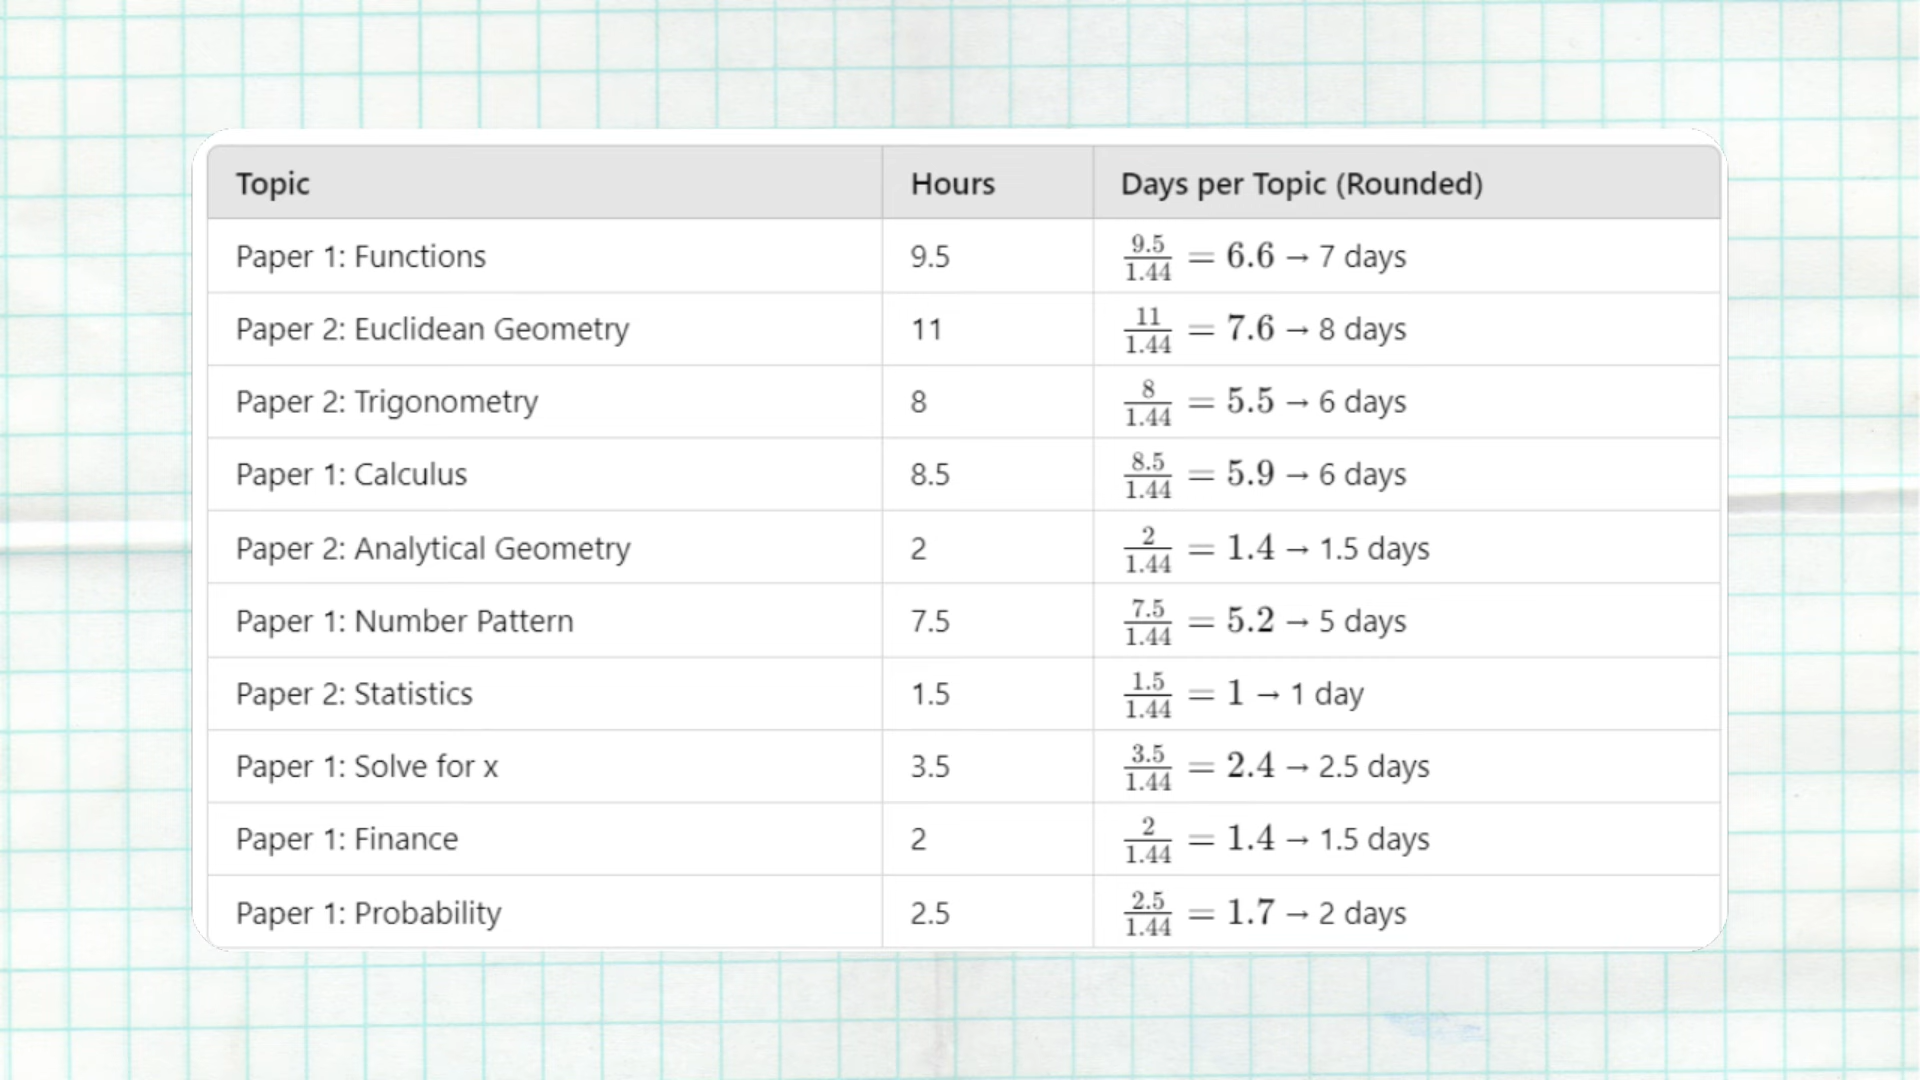 Topic Hours Days per Topic (Rounded)
Paper 1: Functions 9.5 9.5/1.44 = 6.6 → 7 days
Paper 2: Euclidean Geometry 11 11/1.44 = 7.6 → 8 days
Paper 2: Trigonometry 8 8/1.44 = 5.5 → 6 days
Paper 1: Calculus 8.5 8.5/1.44 = 5.9 → 6 days
Paper 2: Analytical Geometry 2 2/1.44 = 1.4 → 1.5 days
Paper 1: Number Pattern 7.5 7.5/1.44 = 5.2 → 5 days
Paper 2: Statistics 1.5 1.5/1.44 = 1 → 1 day
Paper 1: Solve for x 3.5 3.5/1.44 = 2.4 → 2.5 days
Paper 1: Finance 2 2/1.44 = 1.4 → 1.5 days
Paper 1: Probability 2.5 2.5/1.44 = 1.7 → 2 days